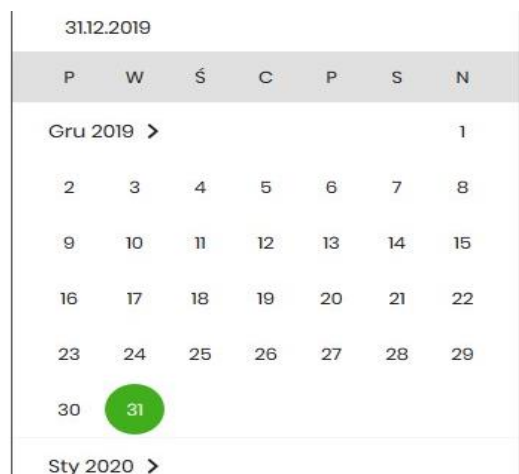 31.12.2019
P W Ś C P S N
Gru 2019 1
2 3 4 5 6 7 8
9 10 11 12 13 14 15
16 17 18 19 20 21 22
23 24 25 26 27 28 29
30 31
Sty 2020